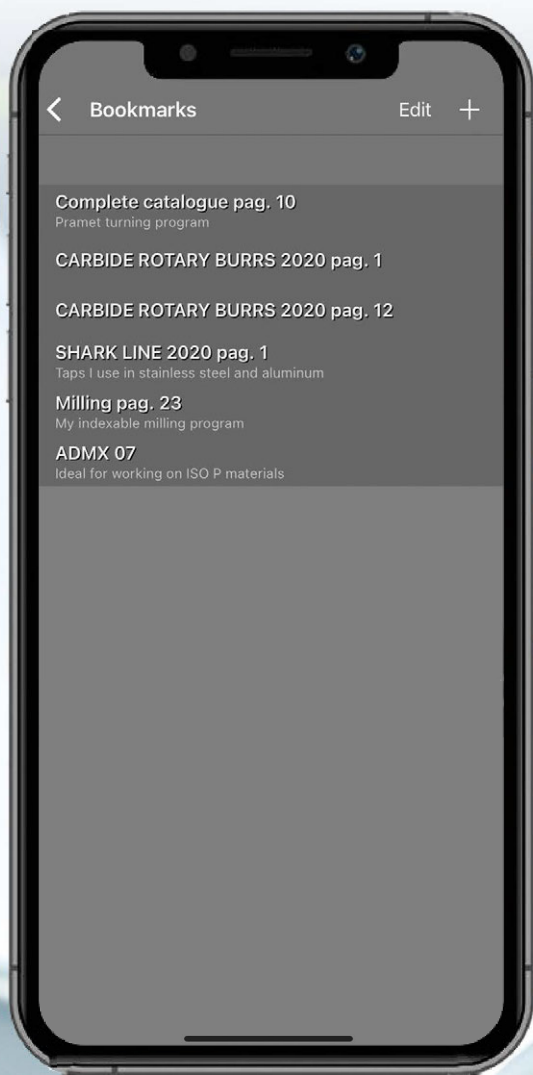 Bookmarks Edit +
Complete catalogue pag. 10
Pramet turning program
CARBIDE ROTARY BURRS 2020 pag. 1
CARBIDE ROTARY BURRS 2020 pag. 12
SHARK LINE 2020 pag. 1
Taps I use in stainless steel and aluminum
Milling pag. 23
My indexable milling program
ADMX 07
Ideal for working on ISO P materials